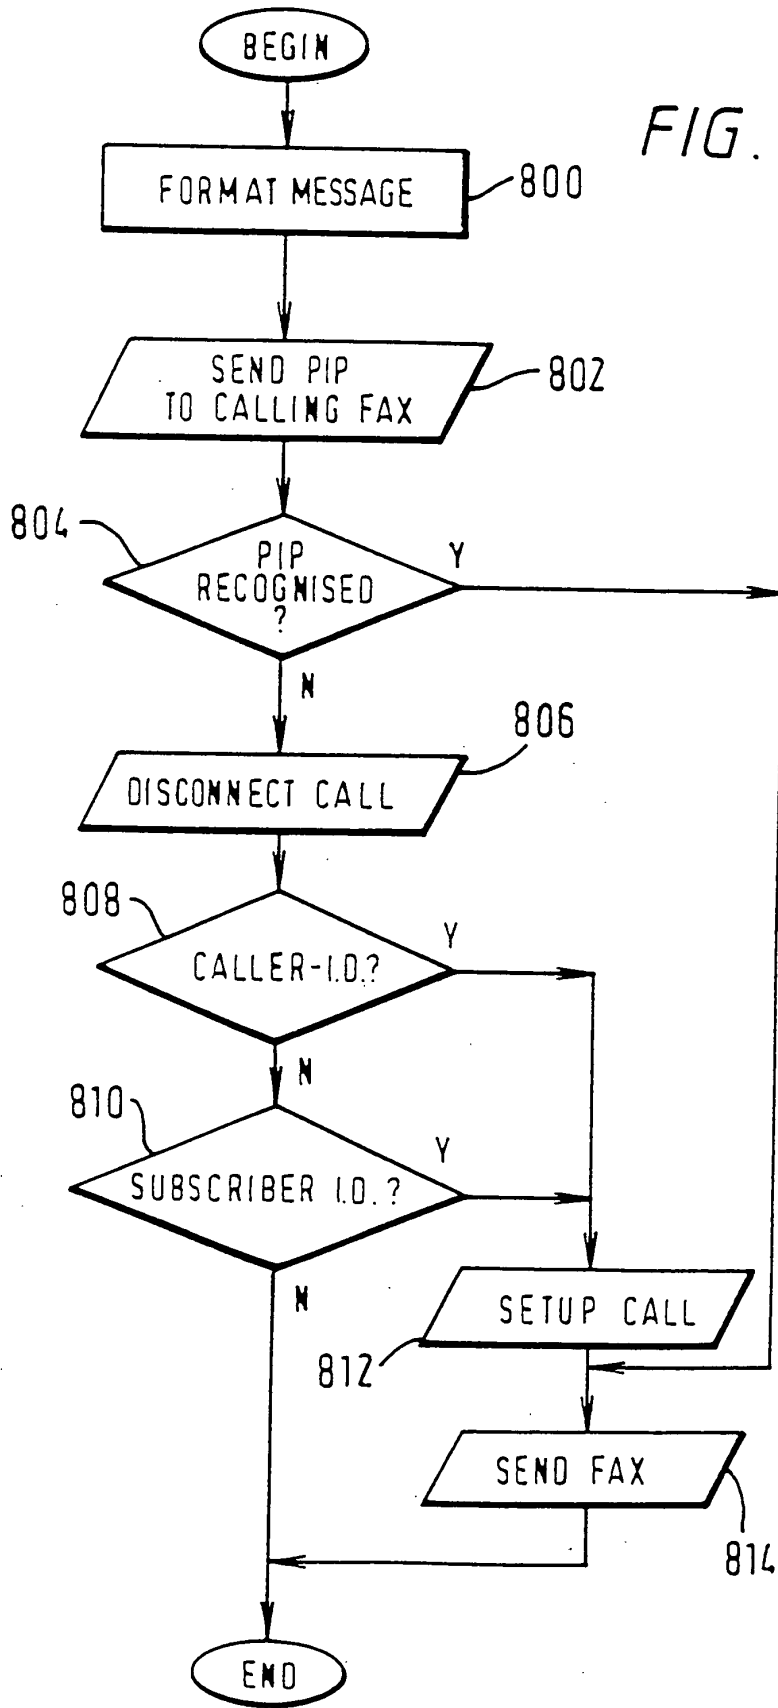 BEGIN
FIG.
FORMAT MESSAGE
800
SEND PIP
TO CALLING FAX
802
804
PIP
RECOGNISED
?
Y
N
806
DISCONNECT CALL
808
CALLER-I.D.?
Y
N
810
SUBSCRIBER I.D.?
Y
N
SETUP CALL
812
SEND FAX
814
END